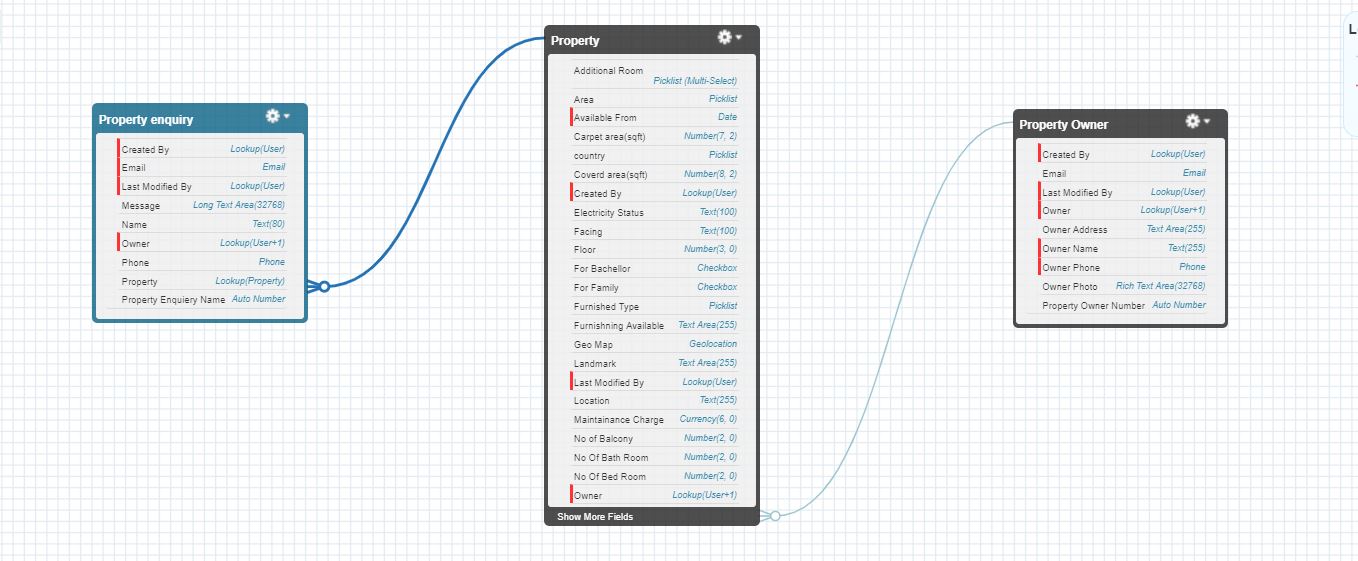 Property enquiry
Created By Lookup(User)
Email Email
Last Modified By Lookup(User)
Message Long Text Area(32768)
Name Text(80)
Owner Lookup(User+1)
Phone Phone
Property Lookup(Property)
Property Enquiery Name Auto Number
Property
Additional Room
Picklist (Multi-Select)
Area Picklist
Available From Date
Carpet area(sqft) Number(7, 2)
country Picklist
Coverd area(sqft) Number(8, 2)
Created By Lookup(User)
Electricity Status Text(100)
Facing Text(100)
Floor Number(3, 0)
For Bachellor Checkbox
For Family Checkbox
Furnished Type Picklist
Furnishning Available Text Area(255)
Geo Map Geolocation
Landmark Text Area(255)
Last Modified By Lookup(User)
Location Text(255)
Maintainance Charge Currency(6, 0)
No of Balcony Number(2, 0)
No Of Bath Room Number(2, 0)
No Of Bed Room Number(2, 0)
Owner Lookup(User+1)
Show More Fields
Property Owner
Created By Lookup(User)
Email Email
Last Modified By Lookup(User)
Owner Lookup(User+1)
Owner Address Text Area(255)
Owner Name Text(255)
Owner Phone Phone
Owner Photo Rich Text Area(32768)
Property Owner Number Auto Number
L